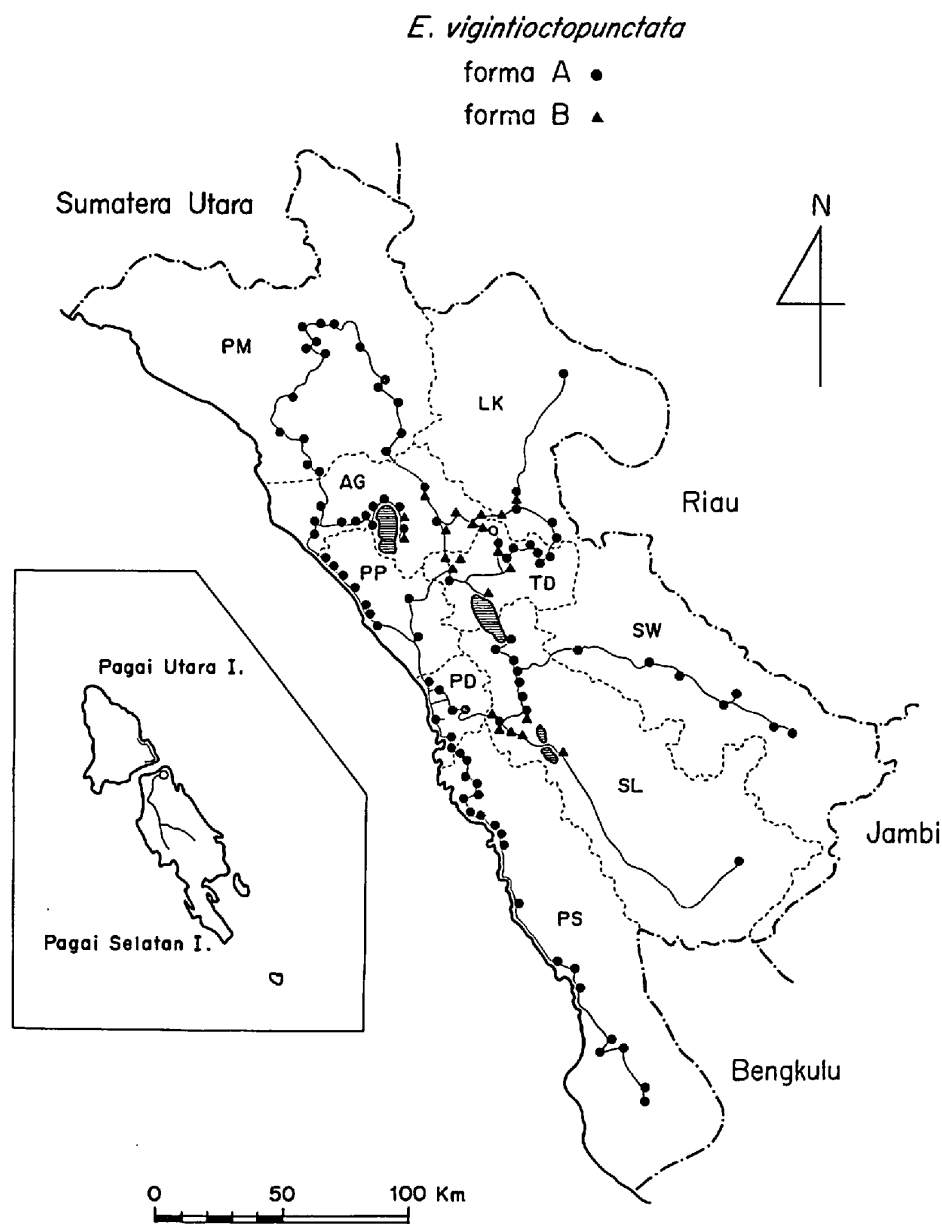 E. vigintioctopunctata
forma A ●
forma B ▲
Sumatera Utara
N
PM
LK
AG
Riau
PP
TD
SW
Pagai Utara I.
PD
SL
Jambi
PS
Pagai Selatan I.
Bengkulu
0 50 100 Km